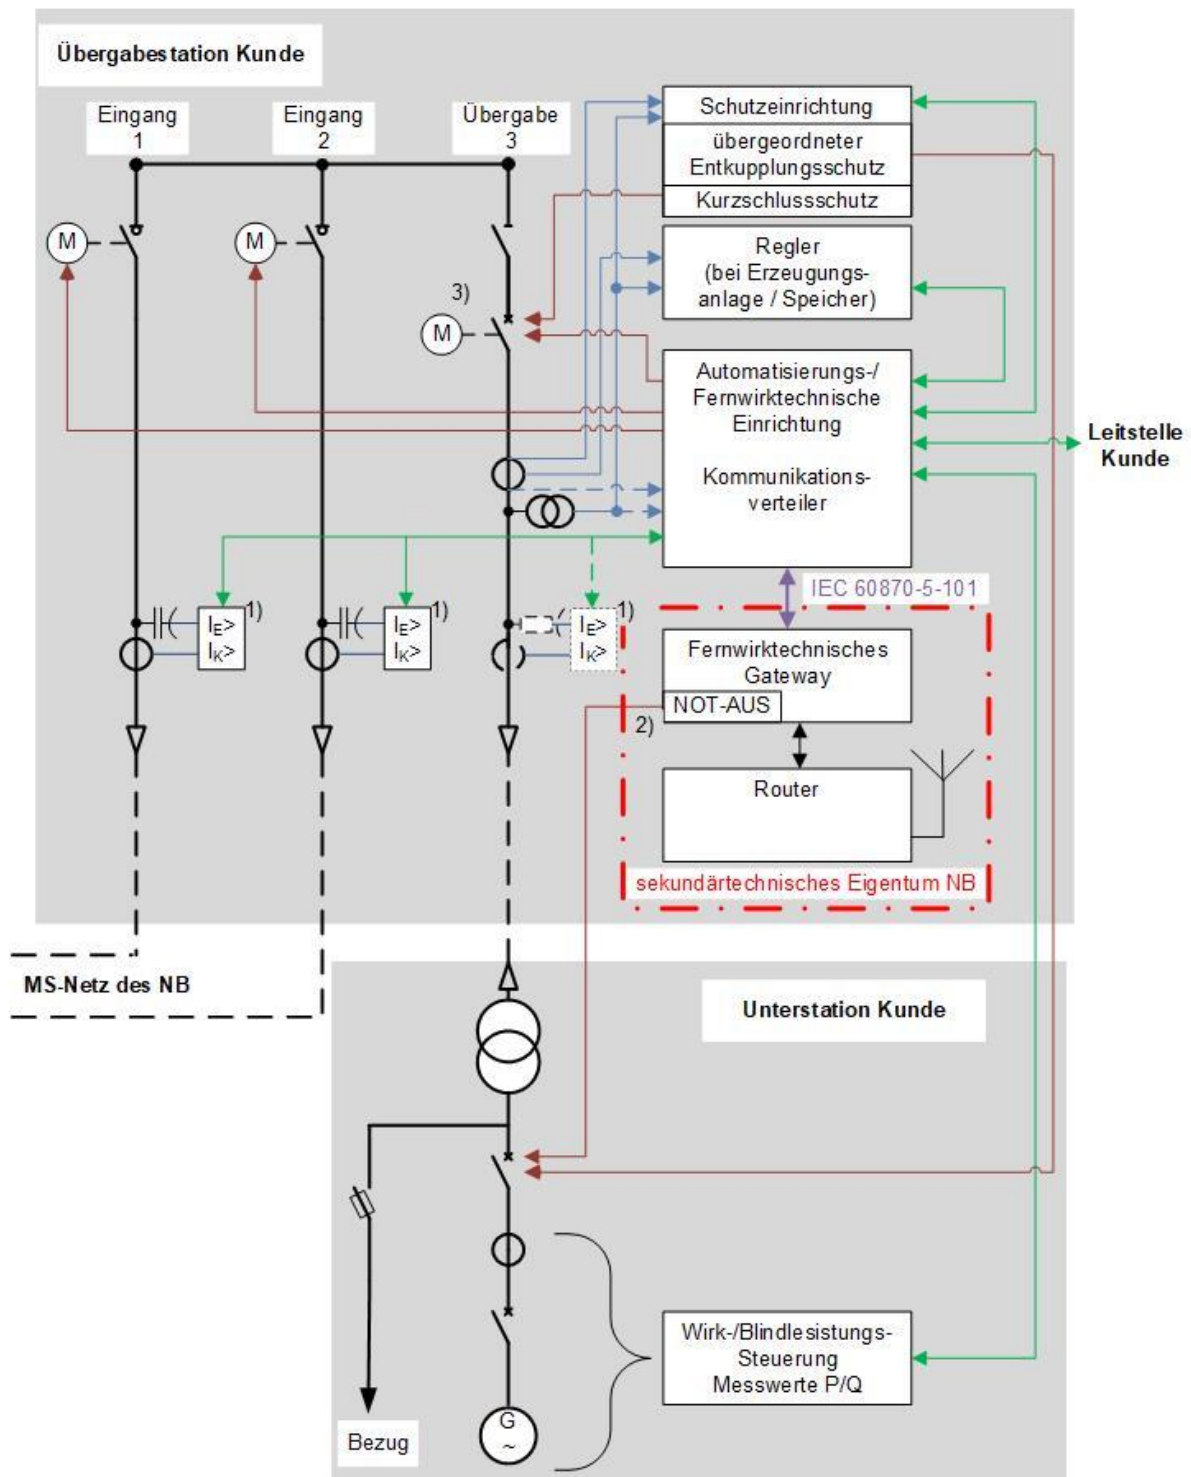 Übergabestation Kunde
Eingang
1
Eingang
2
Übergabe
3
Schutzeinrichtung
übergeordneter
Entkupplungsschutz
Kurzschlussschutz
M
M
Regler
(bei Erzeugungs-
anlage / Speicher)
3)
M
Automatisierungs-/
Fernwirktechnische
Einrichtung
Kommunikations-
verteiler
Leitstelle
Kunde
IEC 60870-5-101
IE>
IK>
1)
IE>
IK>
1)
IE>
IK>
1)
Fernwirktechnisches
Gateway
NOT-AUS
2)
Router
sekundärtechnisches Eigentum NB
MS-Netz des NB
Unterstation Kunde
Wirk-/Blindlesistungs-
Steuerung
Messwerte P/Q
G
~
Bezug